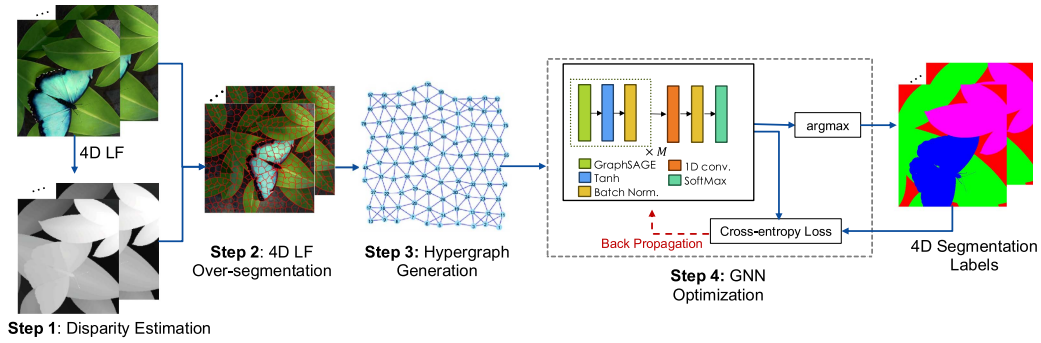 ...
4D LF
...
Step 1: Disparity Estimation
...
Step 2: 4D LF
Over-segmentation
Step 3: Hypergraph
Generation
× M
GraphSAGE
Tanh
Batch Norm.
1D conv.
SoftMax
argmax
Cross-entropy Loss
Back Propagation
Step 4: GNN
Optimization
...
4D Segmentation
Labels